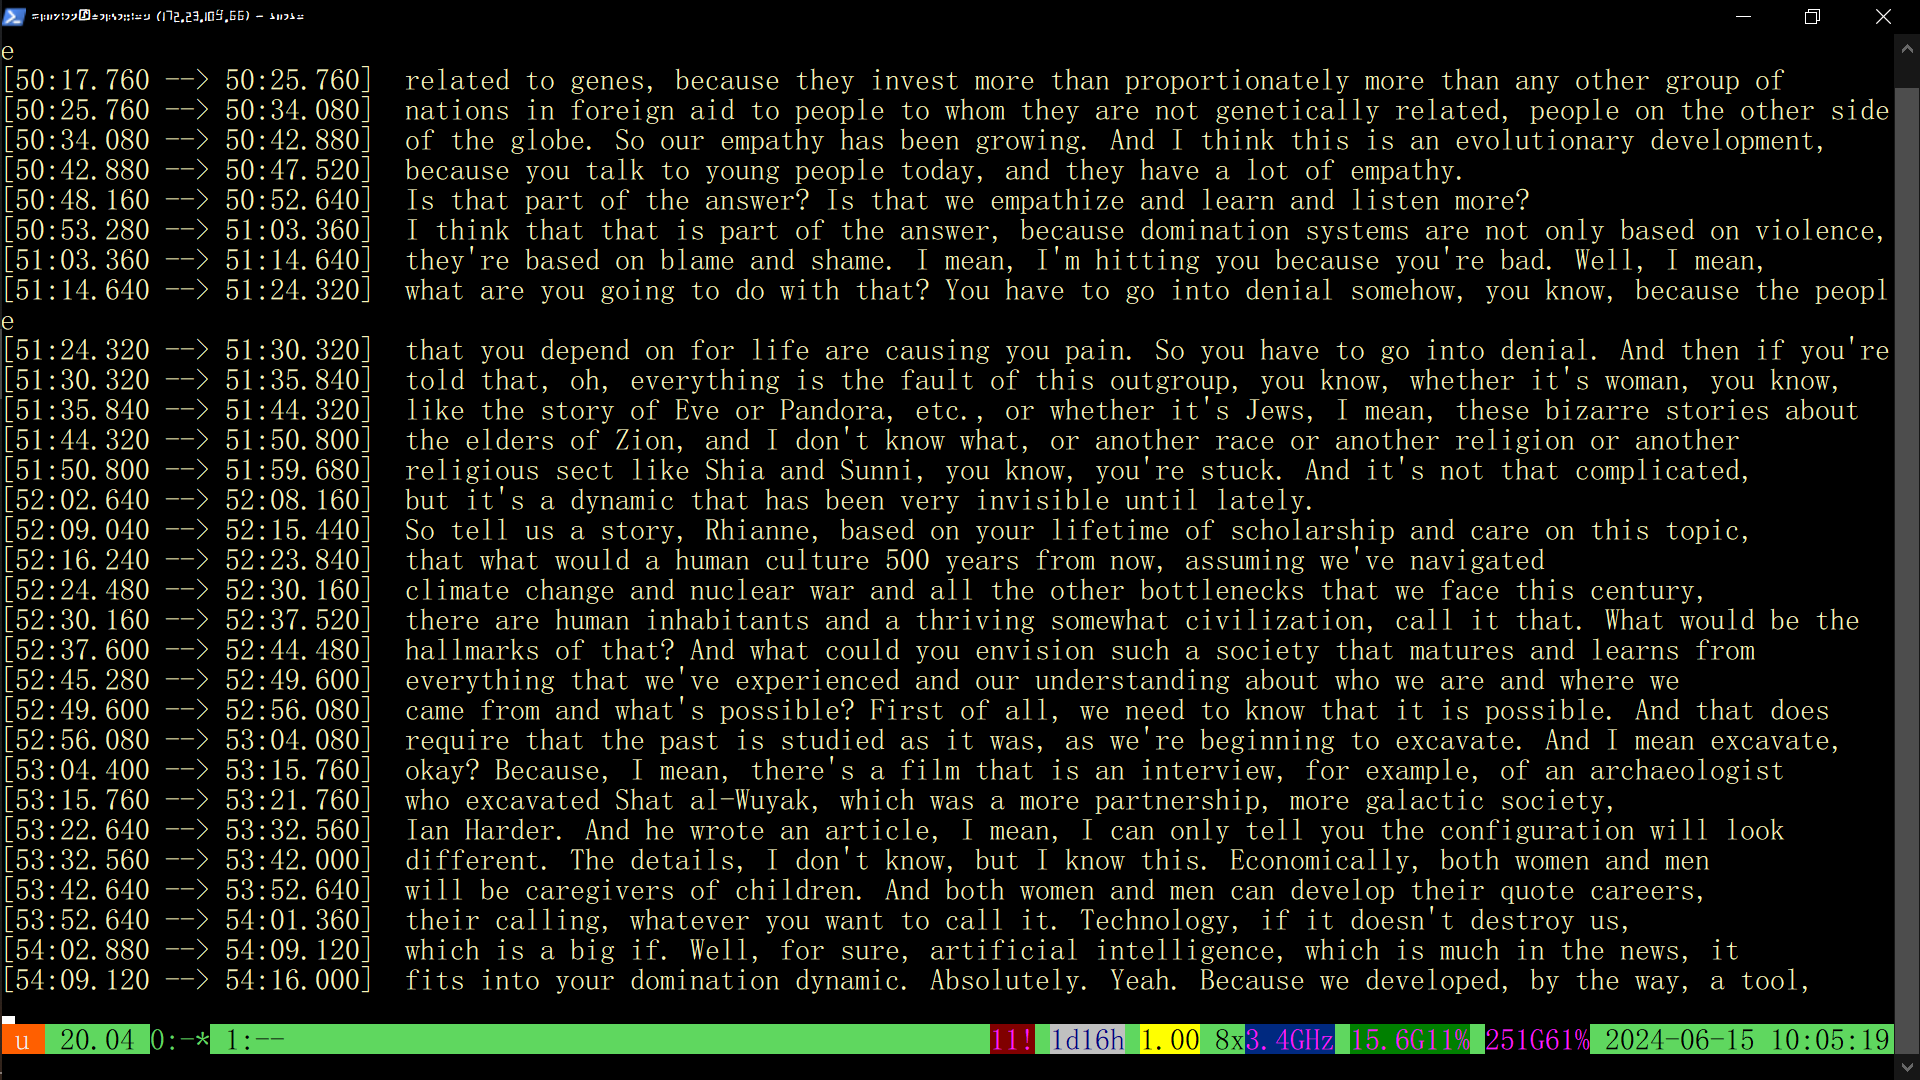 (172.23.109.66) -
e
[50:17.760 --> 50:25.760]  related to genes, because they invest more than proportionately more than any other group of
[50:25.760 --> 50:34.080]  nations in foreign aid to people to whom they are not genetically related, people on the other side
[50:34.080 --> 50:42.880]  of the globe. So our empathy has been growing. And I think this is an evolutionary development,
[50:42.880 --> 50:47.520]  because you talk to young people today, and they have a lot of empathy.
[50:48.160 --> 50:52.640]  Is that part of the answer? Is that we empathize and learn and listen more?
[50:53.280 --> 51:03.360]  I think that that is part of the answer, because domination systems are not only based on violence,
[51:03.360 --> 51:14.640]  they're based on blame and shame. I mean, I'm hitting you because you're bad. Well, I mean,
[51:14.640 --> 51:24.320]  what are you going to do with that? You have to go into denial somehow, you know, because the peopl
e
[51:24.320 --> 51:30.320]  that you depend on for life are causing you pain. So you have to go into denial. And then if you're
[51:30.320 --> 51:35.840]  told that, oh, everything is the fault of this outgroup, you know, whether it's woman, you know,
[51:35.840 --> 51:44.320]  like the story of Eve or Pandora, etc., or whether it's Jews, I mean, these bizarre stories about
[51:44.320 --> 51:50.800]  the elders of Zion, and I don't know what, or another race or another religion or another
[51:50.800 --> 51:59.680]  religious sect like Shia and Sunni, you know, you're stuck. And it's not that complicated,
[52:02.640 --> 52:08.160]  but it's a dynamic that has been very invisible until lately.
[52:09.040 --> 52:15.440]  So tell us a story, Rhianne, based on your lifetime of scholarship and care on this topic,
[52:16.240 --> 52:23.840]  that what would a human culture 500 years from now, assuming we've navigated
[52:24.480 --> 52:30.160]  climate change and nuclear war and all the other bottlenecks that we face this century,
[52:30.160 --> 52:37.520]  there are human inhabitants and a thriving somewhat civilization, call it that. What would be the
[52:37.600 --> 52:44.480]  hallmarks of that? And what could you envision such a society that matures and learns from
[52:45.280 --> 52:49.600]  everything that we've experienced and our understanding about who we are and where we
[52:49.600 --> 52:56.080]  came from and what's possible? First of all, we need to know that it is possible. And that does
[52:56.080 --> 53:04.080]  require that the past is studied as it was, as we're beginning to excavate. And I mean excavate,
[53:04.400 --> 53:15.760]  okay? Because, I mean, there's a film that is an interview, for example, of an archaeologist
[53:15.760 --> 53:21.760]  who excavated Shat al-Wuyak, which was a more partnership, more galactic society,
[53:22.640 --> 53:32.560]  Ian Harder. And he wrote an article, I mean, I can only tell you the configuration will look
[53:32.560 --> 53:42.000]  different. The details, I don't know, but I know this. Economically, both women and men
[53:42.640 --> 53:52.640]  will be caregivers of children. And both women and men can develop their quote careers,
[53:52.640 --> 54:01.360]  their calling, whatever you want to call it. Technology, if it doesn't destroy us,
[54:02.880 --> 54:09.120]  which is a big if. Well, for sure, artificial intelligence, which is much in the news, it
[54:09.120 --> 54:16.000]  fits into your domination dynamic. Absolutely. Yeah. Because we developed, by the way, a tool,
u 20.04 0:-* 1:-- 11! 1d16h 1.00 8x3.4GHz 15.6G11% 251G61% 2024-06-15 10:05:19